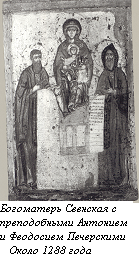 Богоматерь Свенская с
преподобными Антонием
и Феодосием Печерскими
Около 1288 года